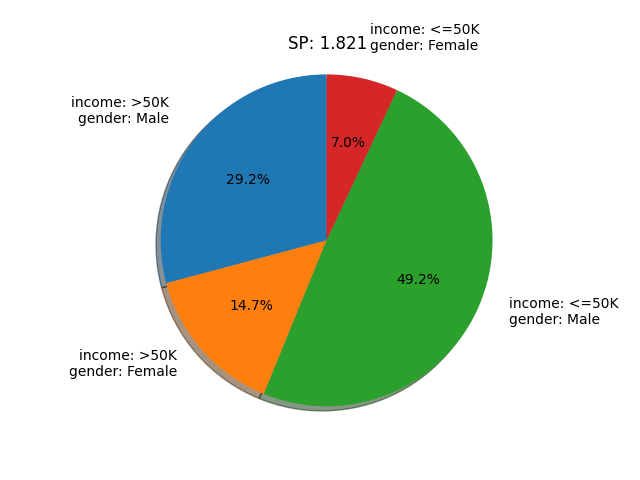 SP: 1.821
income: <=50K
gender: Female
income: >50K
gender: Male
7.0%
29.2%
49.2%
14.7%
income: <=50K
gender: Male
income: >50K
gender: Female